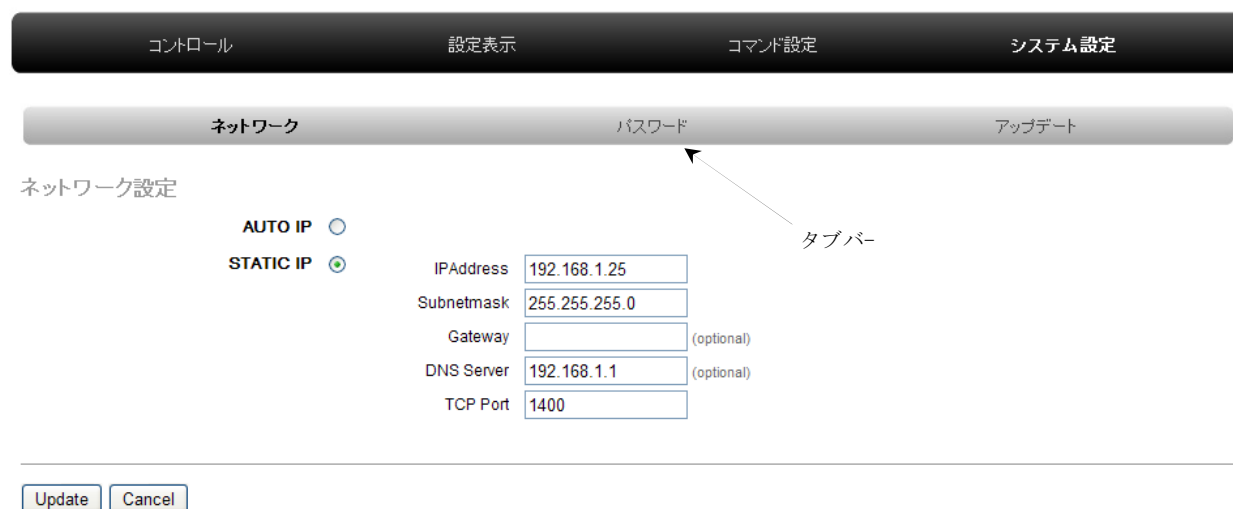 コントロール 設定表示 コマンド設定 システム設定
ネットワーク パスワード アップデート
ネットワーク設定
タブバー
AUTO IP
STATIC IP IPAddress 192.168.1.25
Subnetmask 255.255.255.0
Gateway (optional)
DNS Server 192.168.1.1 (optional)
TCP Port 1400
Update Cancel